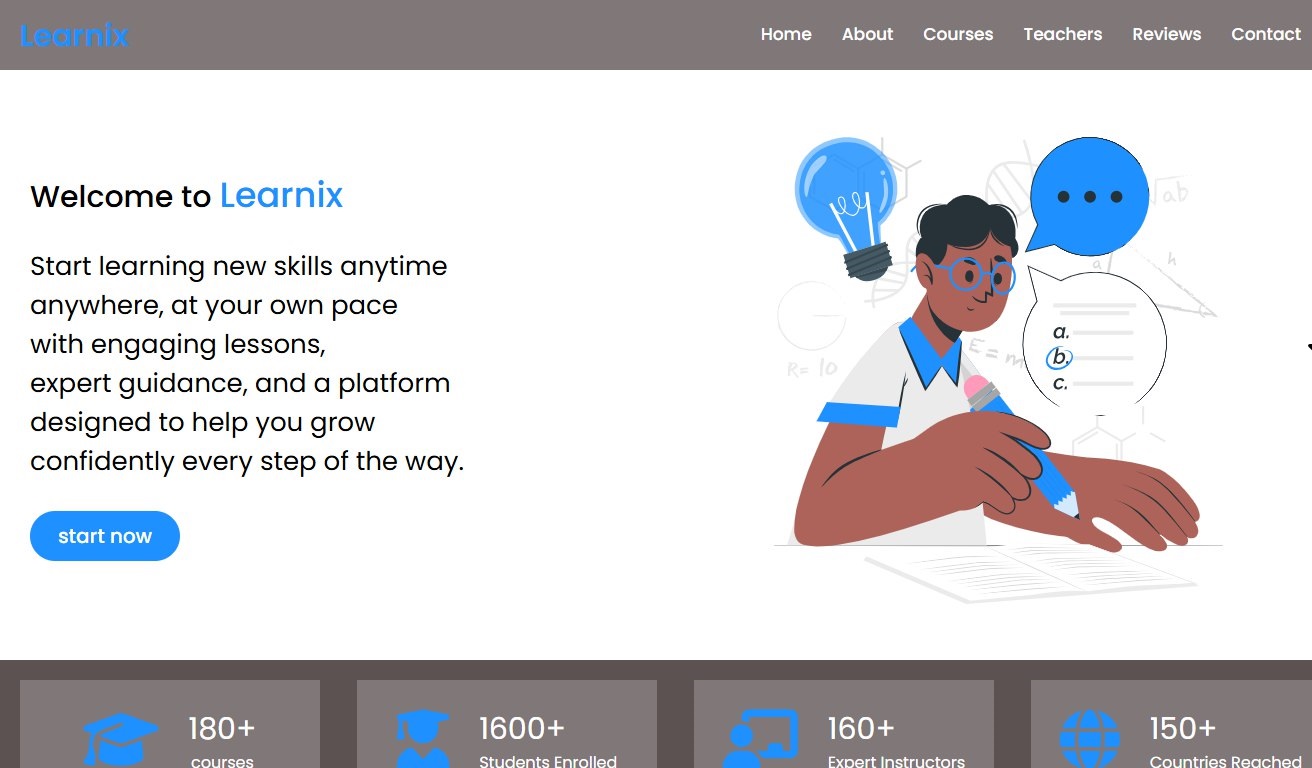 Learnix
Home About Courses Teachers Reviews Contact
Welcome to Learnix
Start learning new skills anytime
anywhere, at your own pace
with engaging lessons,
expert guidance, and a platform
designed to help you grow
confidently every step of the way.
start now
ab
a
h
R= 10
E = m
a.
b.
c.
180+
courses
1600+
Students Enrolled
160+
Expert Instructors
150+
Countries Reached